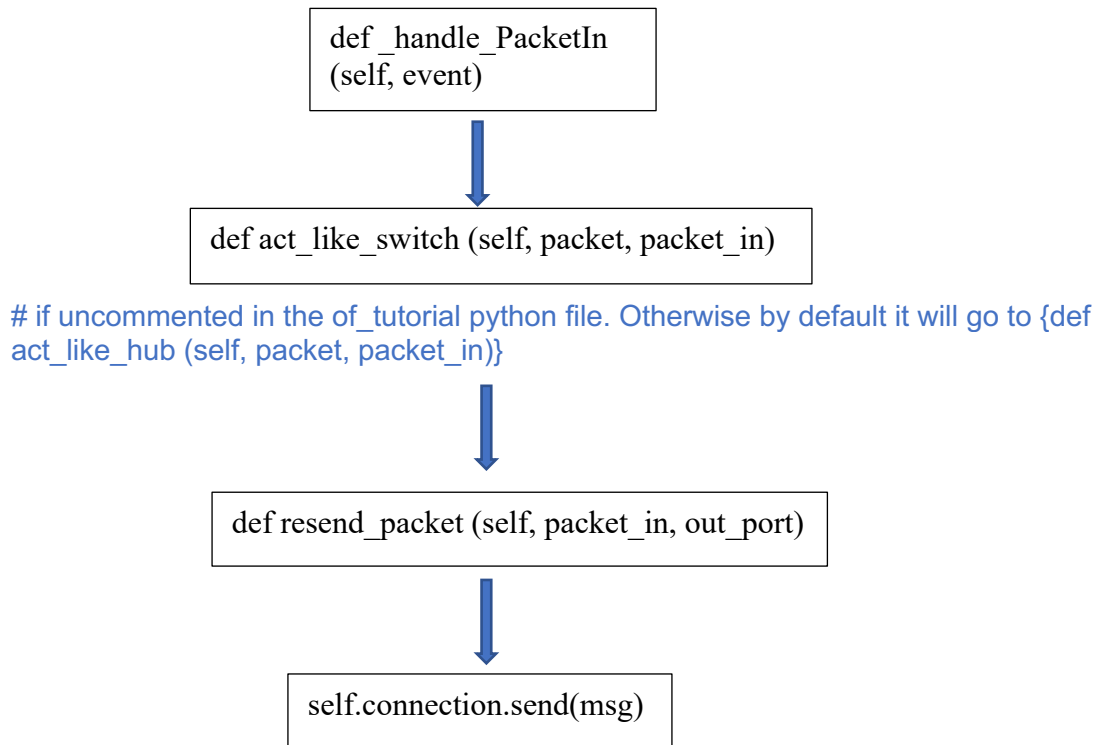 def _handle_PacketIn
(self, event)
def act_like_switch (self, packet, packet_in)
# if uncommented in the of_tutorial python file. Otherwise by default it will go to {def
act_like_hub (self, packet, packet_in)}
def resend_packet (self, packet_in, out_port)
self.connection.send(msg)